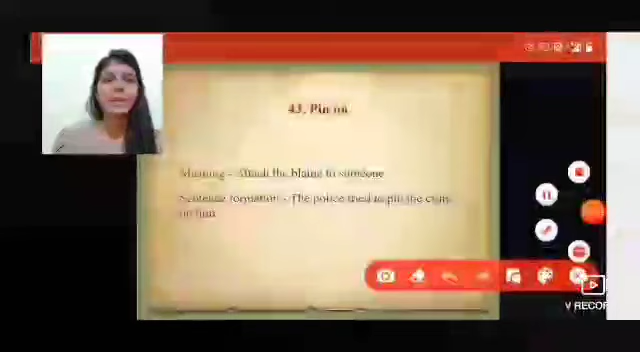 43. Pin on
Meaning - Attach the blame to someone
Sentence formation - The police tried to pin the crime
on him
V RECOR